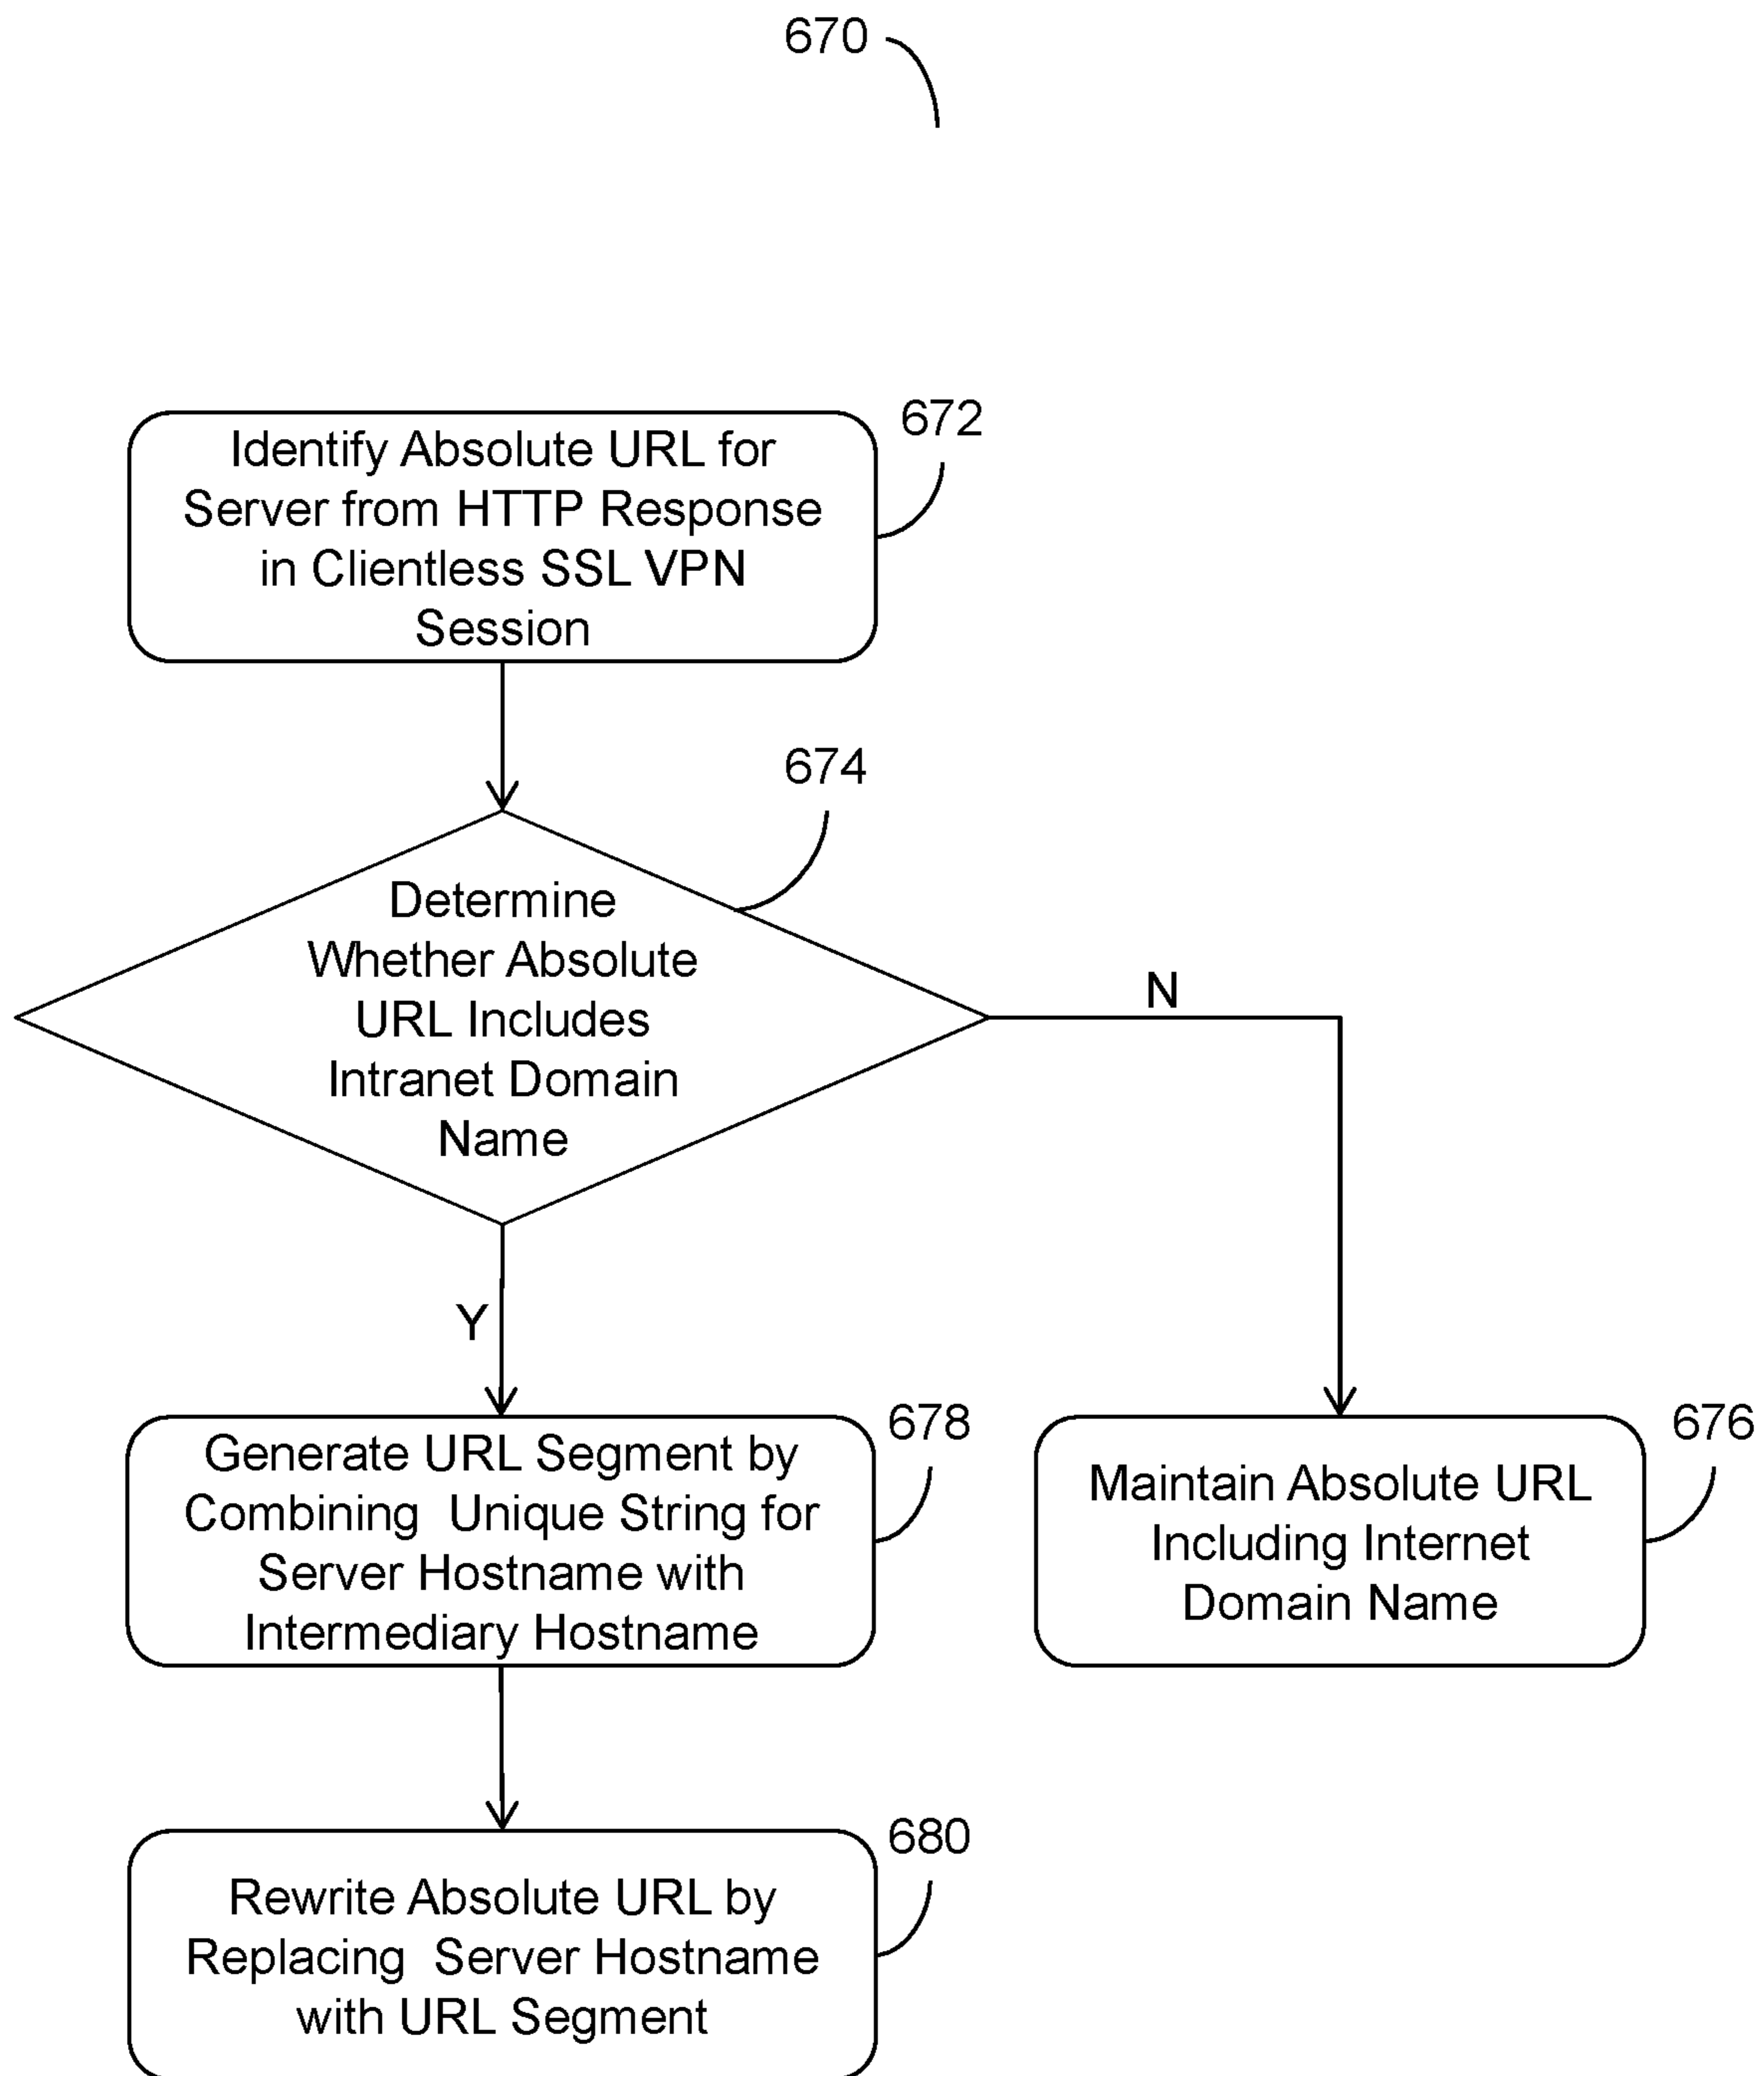 670
672
Identify Absolute URL for
Server from HTTP Response
in Clientless SSL VPN
Session
674
Determine
Whether Absolute
URL Includes
Intranet Domain
Name
N
Y
678
Generate URL Segment by
Combining Unique String for
Server Hostname with
Intermediary Hostname
676
Maintain Absolute URL
Including Internet
Domain Name
680
Rewrite Absolute URL by
Replacing Server Hostname
with URL Segment